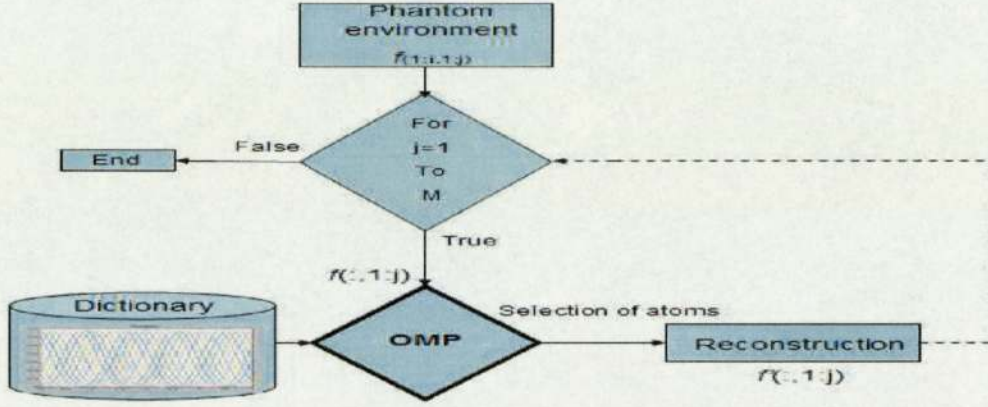 Phantom
environment
f(1:i,1:j)
For
j=1
To
M
False
End
True
f(:,1:j)
Dictionary
OMP
Selection of atoms
Reconstruction
f'(:,1:j)